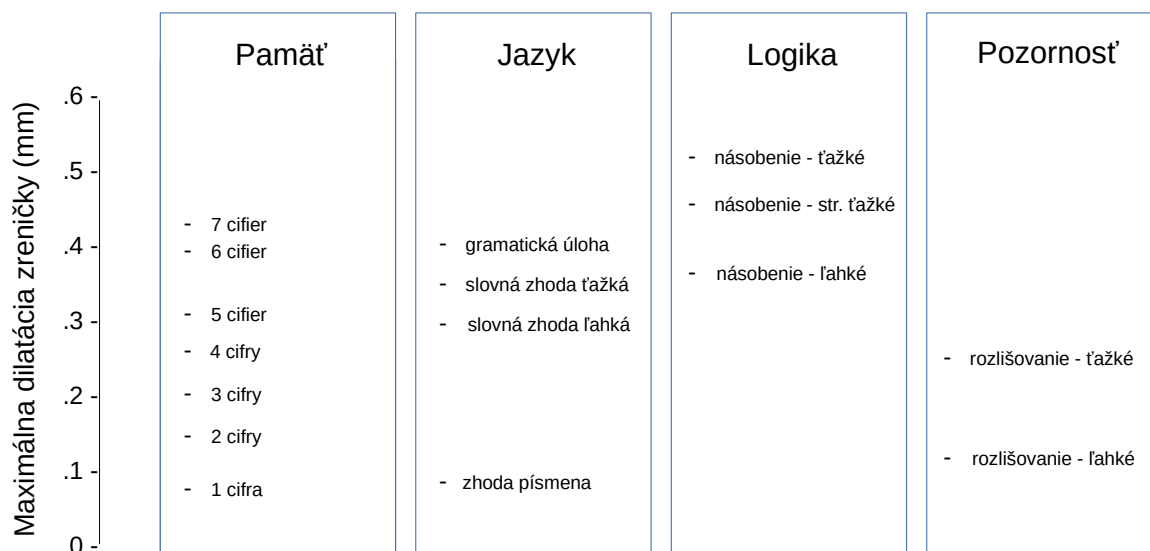 Pamäť
Jazyk
Logika
Pozornosť
Maximálna dilatácia zreničky (mm)
.6 -
.5 -
.4 -
.3 -
.2 -
.1 -
0 -
- 7 cifier
- 6 cifier
- 5 cifier
- 4 cifry
- 3 cifry
- 2 cifry
- 1 cifra
- gramatická úloha
- slovná zhoda ťažká
- slovná zhoda ľahká
- zhoda písmena
- násobenie - ťažké
- násobenie - str. ťažké
- násobenie - ľahké
- rozlišovanie - ťažké
- rozlišovanie - ľahké